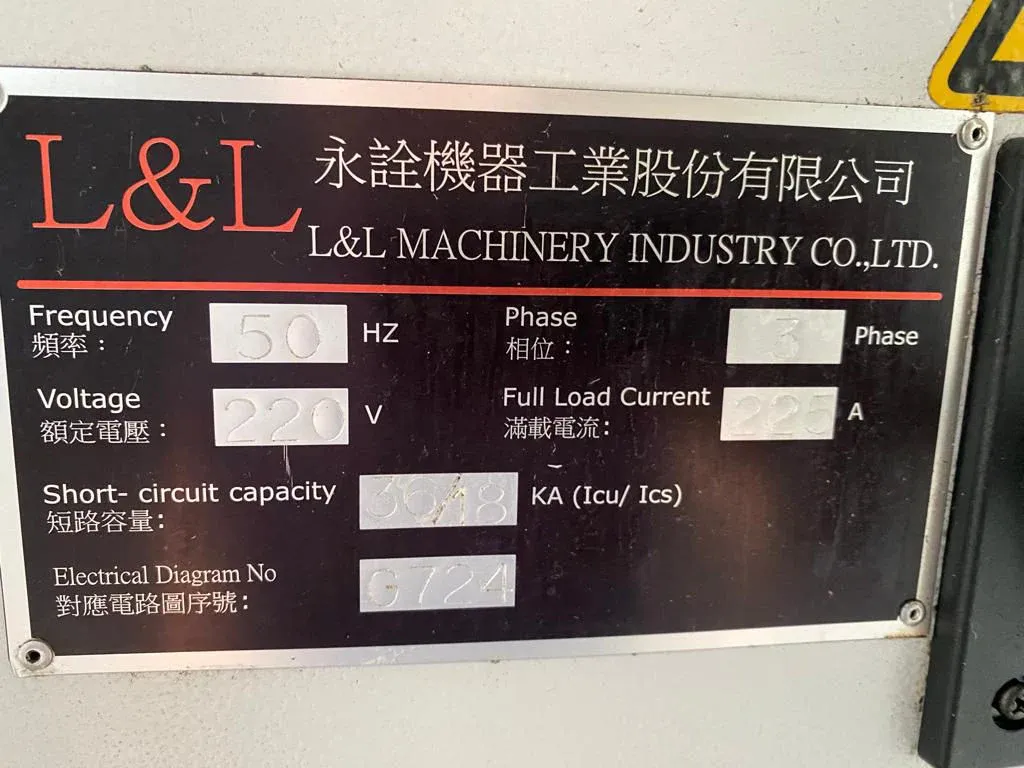 L&L 永詮機器工業股份有限公司
L&L MACHINERY INDUSTRY CO.,LTD.
Frequency 50 HZ Phase 3 Phase
頻率： 相位：
Voltage 220 V Full Load Current 225 A
額定電壓： 滿載電流：
Short- circuit capacity 36/18 KA (Icu/ Ics)
短路容量：
Electrical Diagram No
對應電路圖序號：